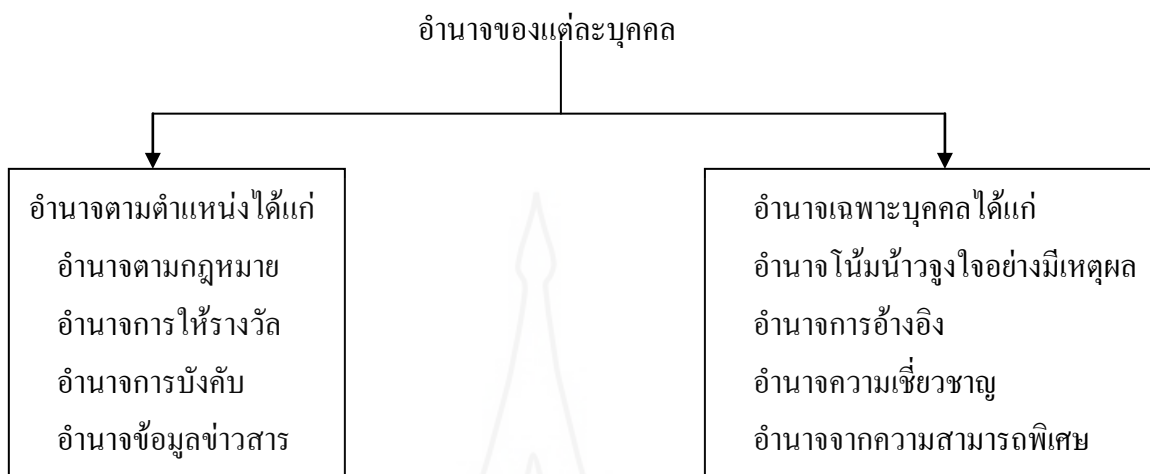 อำนาจของแต่ละบุคคล
อำนาจตามตำแหน่งได้แก่
อำนาจตามกฎหมาย
อำนาจการให้รางวัล
อำนาจการบังคับ
อำนาจข้อมูลข่าวสาร
อำนาจเฉพาะบุคคลได้แก่
อำนาจโน้มน้าวจูงใจอย่างมีเหตุผล
อำนาจการอ้างอิง
อำนาจความเชี่ยวชาญ
อำนาจจากความสามารถพิเศษ